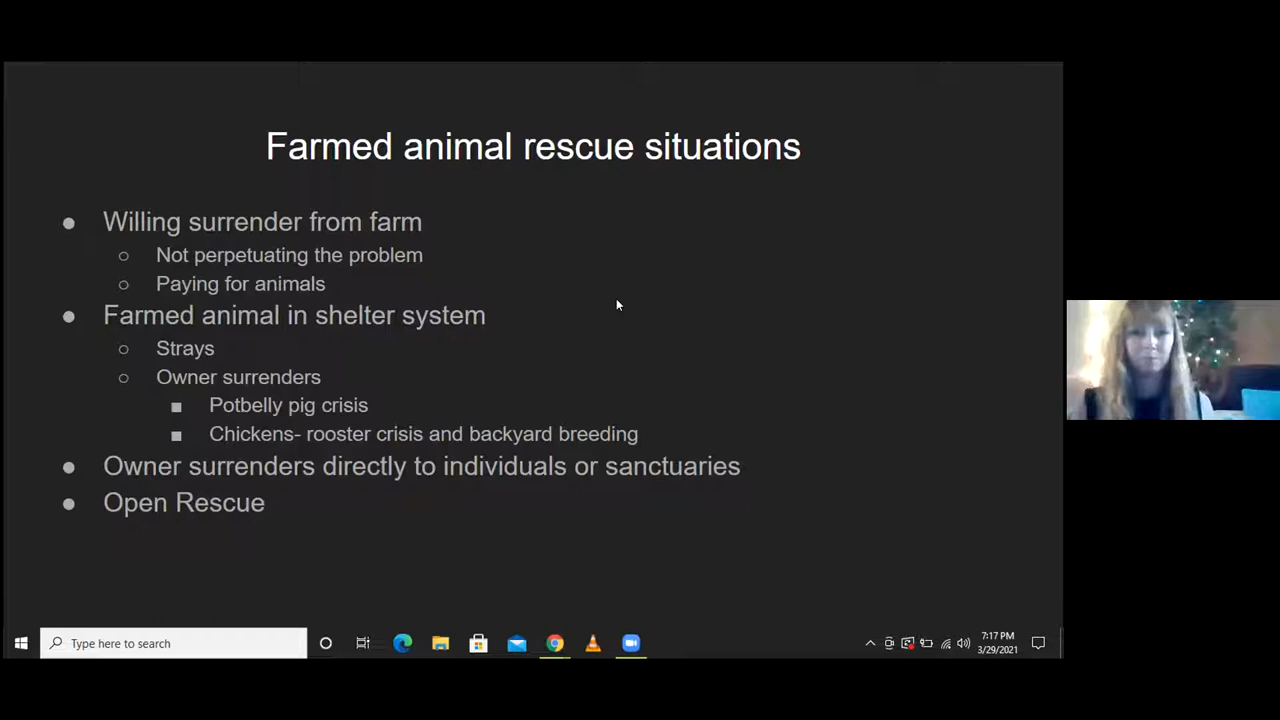 Farmed animal rescue situations
● Willing surrender from farm
○ Not perpetuating the problem
○ Paying for animals
● Farmed animal in shelter system
○ Strays
○ Owner surrenders
■ Potbelly pig crisis
■ Chickens- rooster crisis and backyard breeding
● Owner surrenders directly to individuals or sanctuaries
● Open Rescue
Type here to search
7:17 PM
3/29/2021